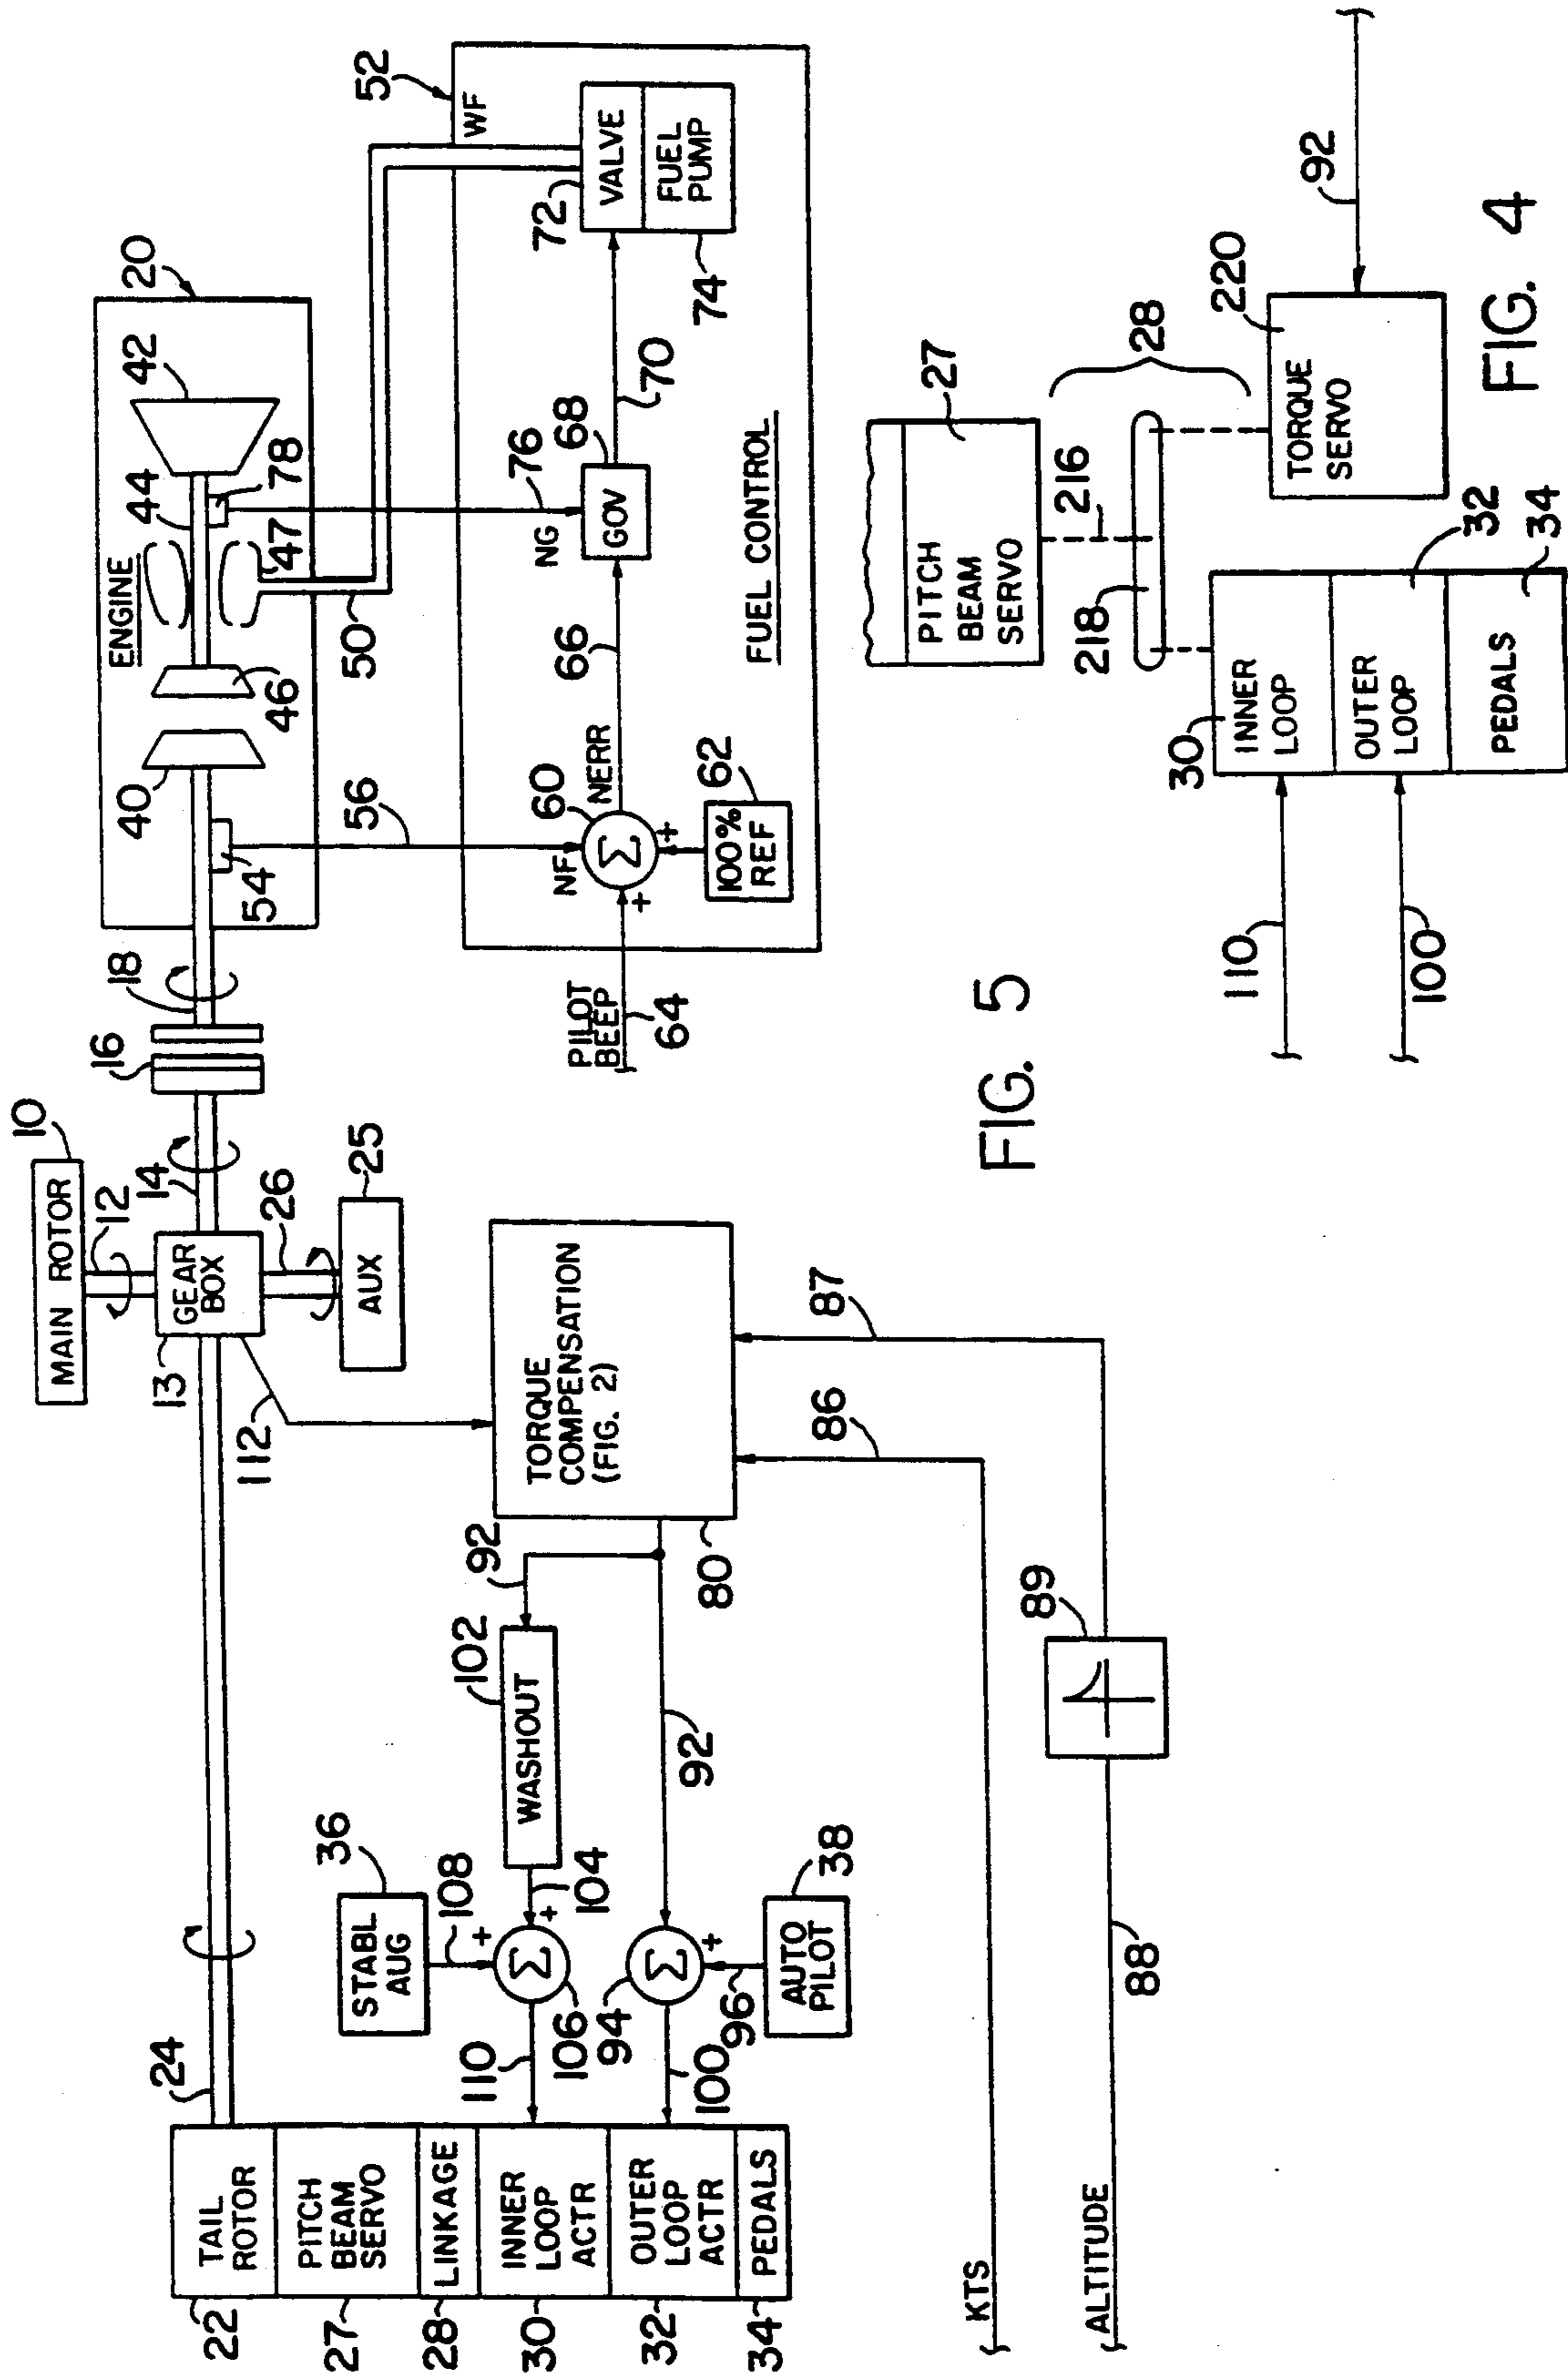 MAIN ROTOR
10
12
GEAR
BOX
13
14
16
18
24
26
AUX
25
112
ENGINE
20
40
42
44
46
47
78
54
50
56
52
WF
PILOT
BEEP
64
NF
+
Σ
+
60
NERR
66
100%
REF
62
NG
76
GOV
68
70
VALVE
72
FUEL
PUMP
74
FUEL CONTROL
TAIL
ROTOR
22
PITCH
BEAM
SERVO
27
LINKAGE
28
INNER
LOOP
ACTR
30
OUTER
LOOP
ACTR
32
PEDALS
34
STABL
AUG
36
108
+
+
Σ
106
110
104
WASHOUT
102
92
92
Σ
94
+
96
100
AUTO
PILOT
38
TORQUE
COMPENSATION
(FIG. 2)
80
86
87
KTS
ALTITUDE
88
89
FIG. 5
PITCH
BEAM
SERVO
27
216
218
28
INNER
LOOP
30
OUTER
LOOP
32
PEDALS
34
110
100
TORQUE
SERVO
220
92
FIG. 4